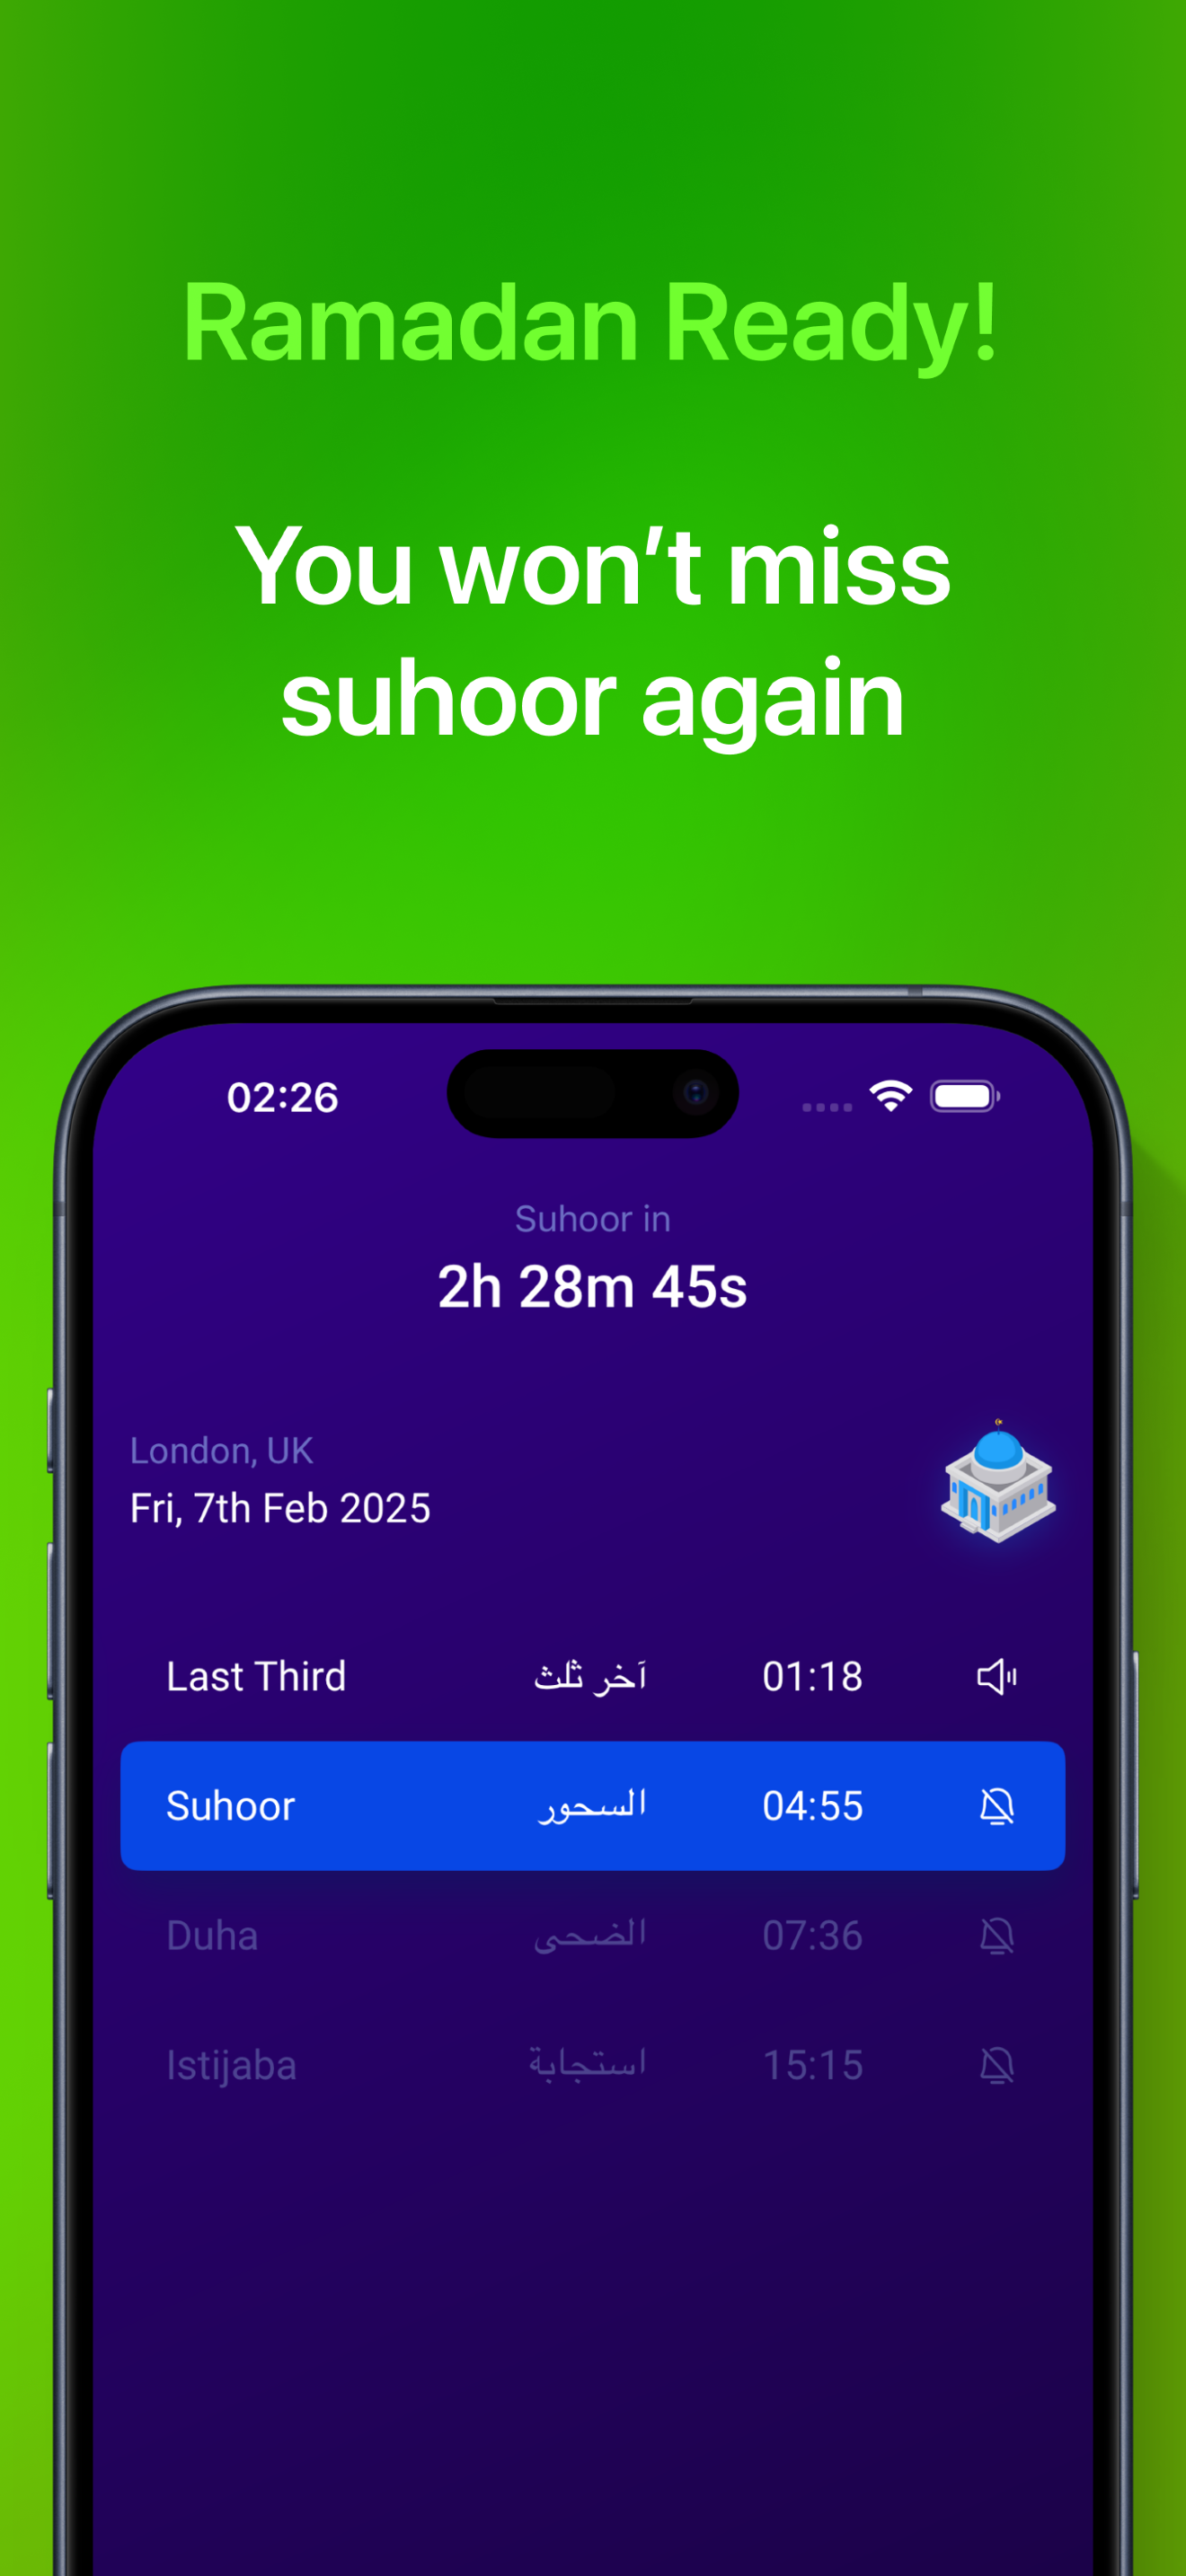 Ramadan Ready!
You won’t miss
suhoor again
02:26
Suhoor in
2h 28m 45s
London, UK
Fri, 7th Feb 2025
Last Third آخر ثلث 01:18
Suhoor السحور 04:55
Duha الضحى 07:36
Istijaba استجابة 15:15